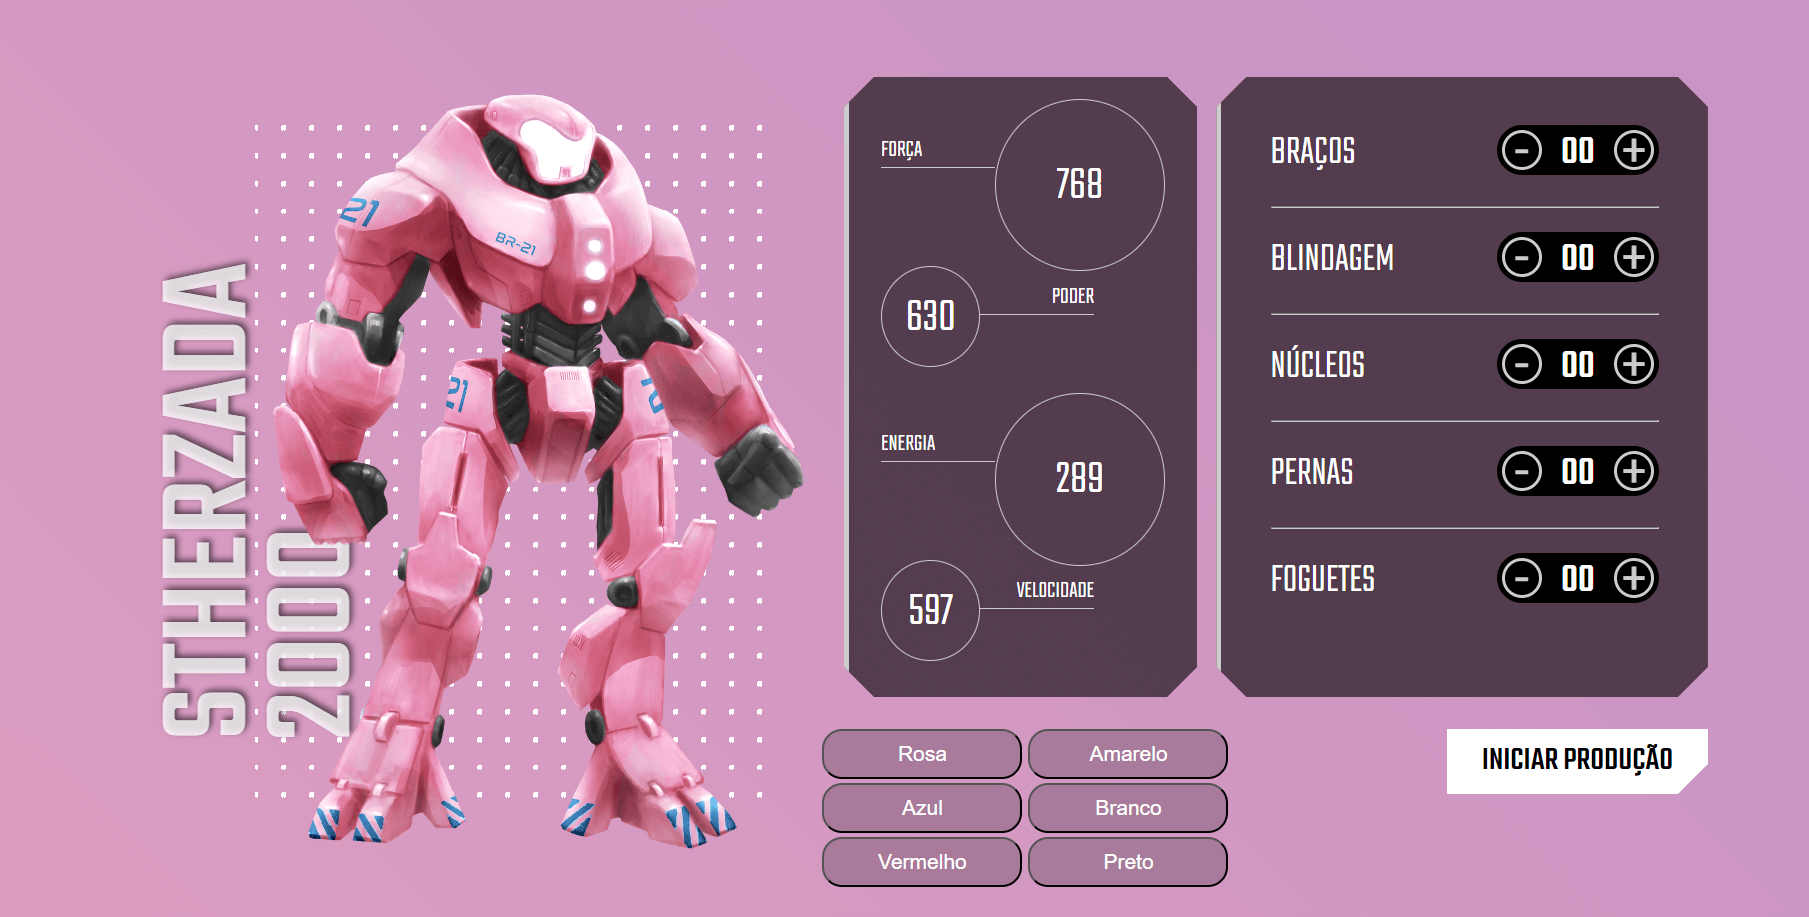 STHERZADA
2000
21
BR-21
21
FORÇA
768
630
PODER
ENERGIA
289
597
VELOCIDADE
BRAÇOS
- 00 +
BLINDAGEM
- 00 +
NÚCLEOS
- 00 +
PERNAS
- 00 +
FOGUETES
- 00 +
Rosa
Amarelo
Azul
Branco
Vermelho
Preto
INICIAR PRODUÇÃO